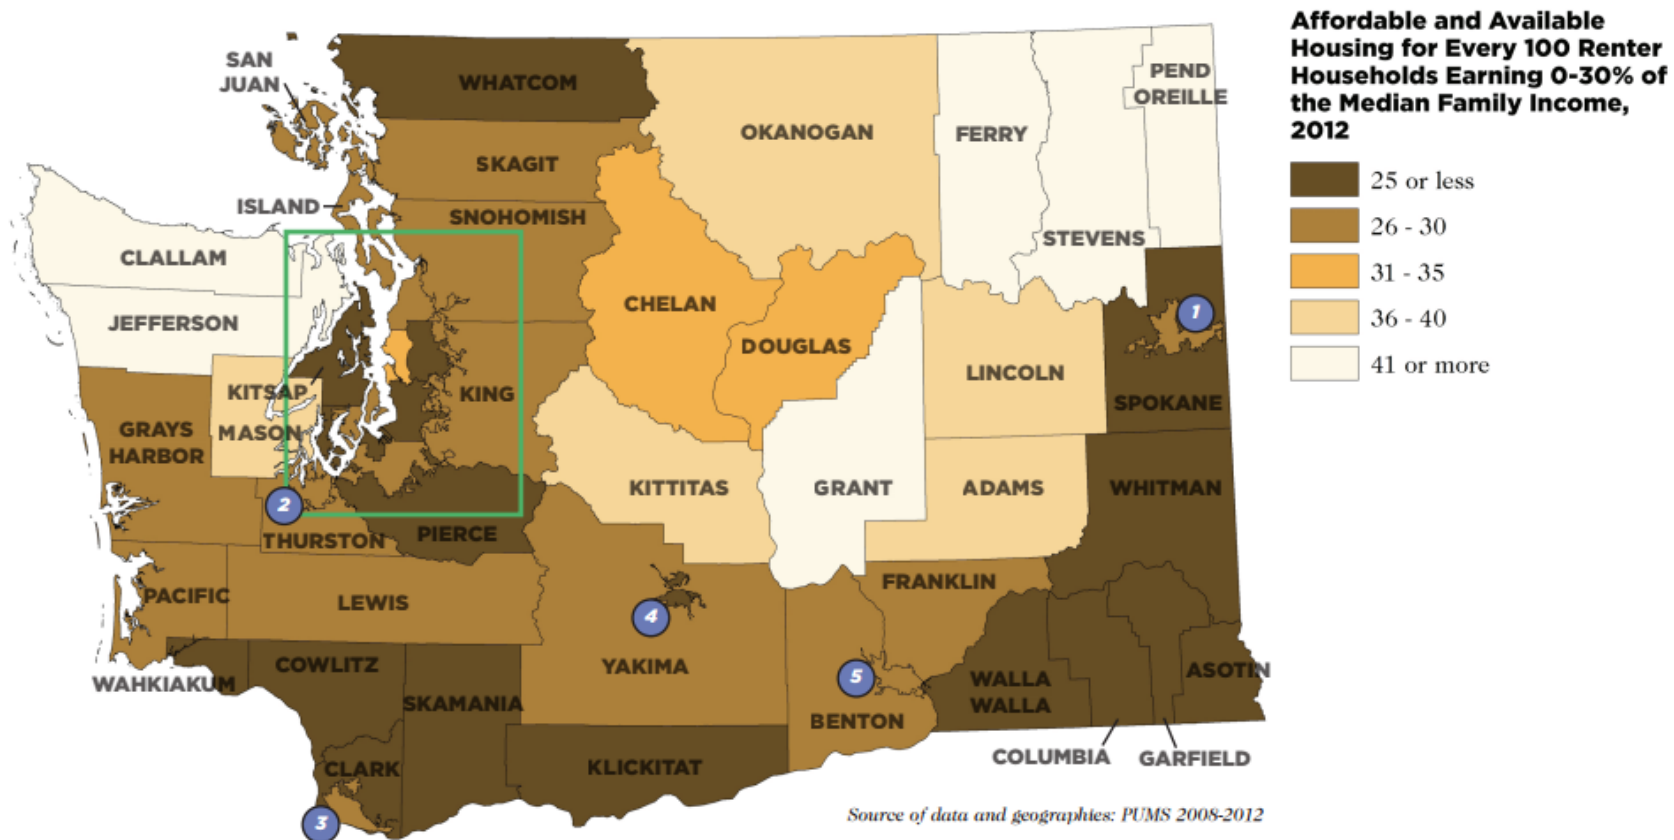 Affordable and Available
Housing for Every 100 Renter
Households Earning 0-30% of
the Median Family Income,
2012
25 or less
26 - 30
31 - 35
36 - 40
41 or more
SAN
JUAN
WHATCOM
SKAGIT
ISLAND
SNOHOMISH
OKANOGAN
FERRY
PEND
OREILLE
STEVENS
CLALLAM
JEFFERSON
CHELAN
DOUGLAS
1
LINCOLN
SPOKANE
KITSAP
KING
MASON
GRAYS
HARBOR
2
THURSTON
PIERCE
KITTITAS
GRANT
ADAMS
WHITMAN
PACIFIC
LEWIS
4
YAKIMA
FRANKLIN
5
BENTON
WAHKIAKUM
COWLITZ
SKAMANIA
WALLA
WALLA
ASOTIN
COLUMBIA
GARFIELD
CLARK
KLICKITAT
3
Source of data and geographies: PUMS 2008-2012